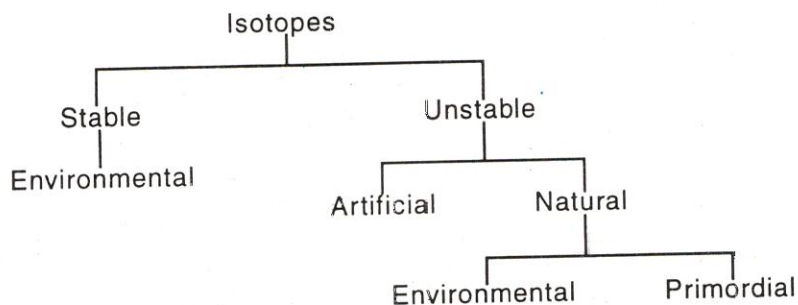 Isotopes
Stable
Unstable
Environmental
Artificial
Natural
Environmental
Primordial